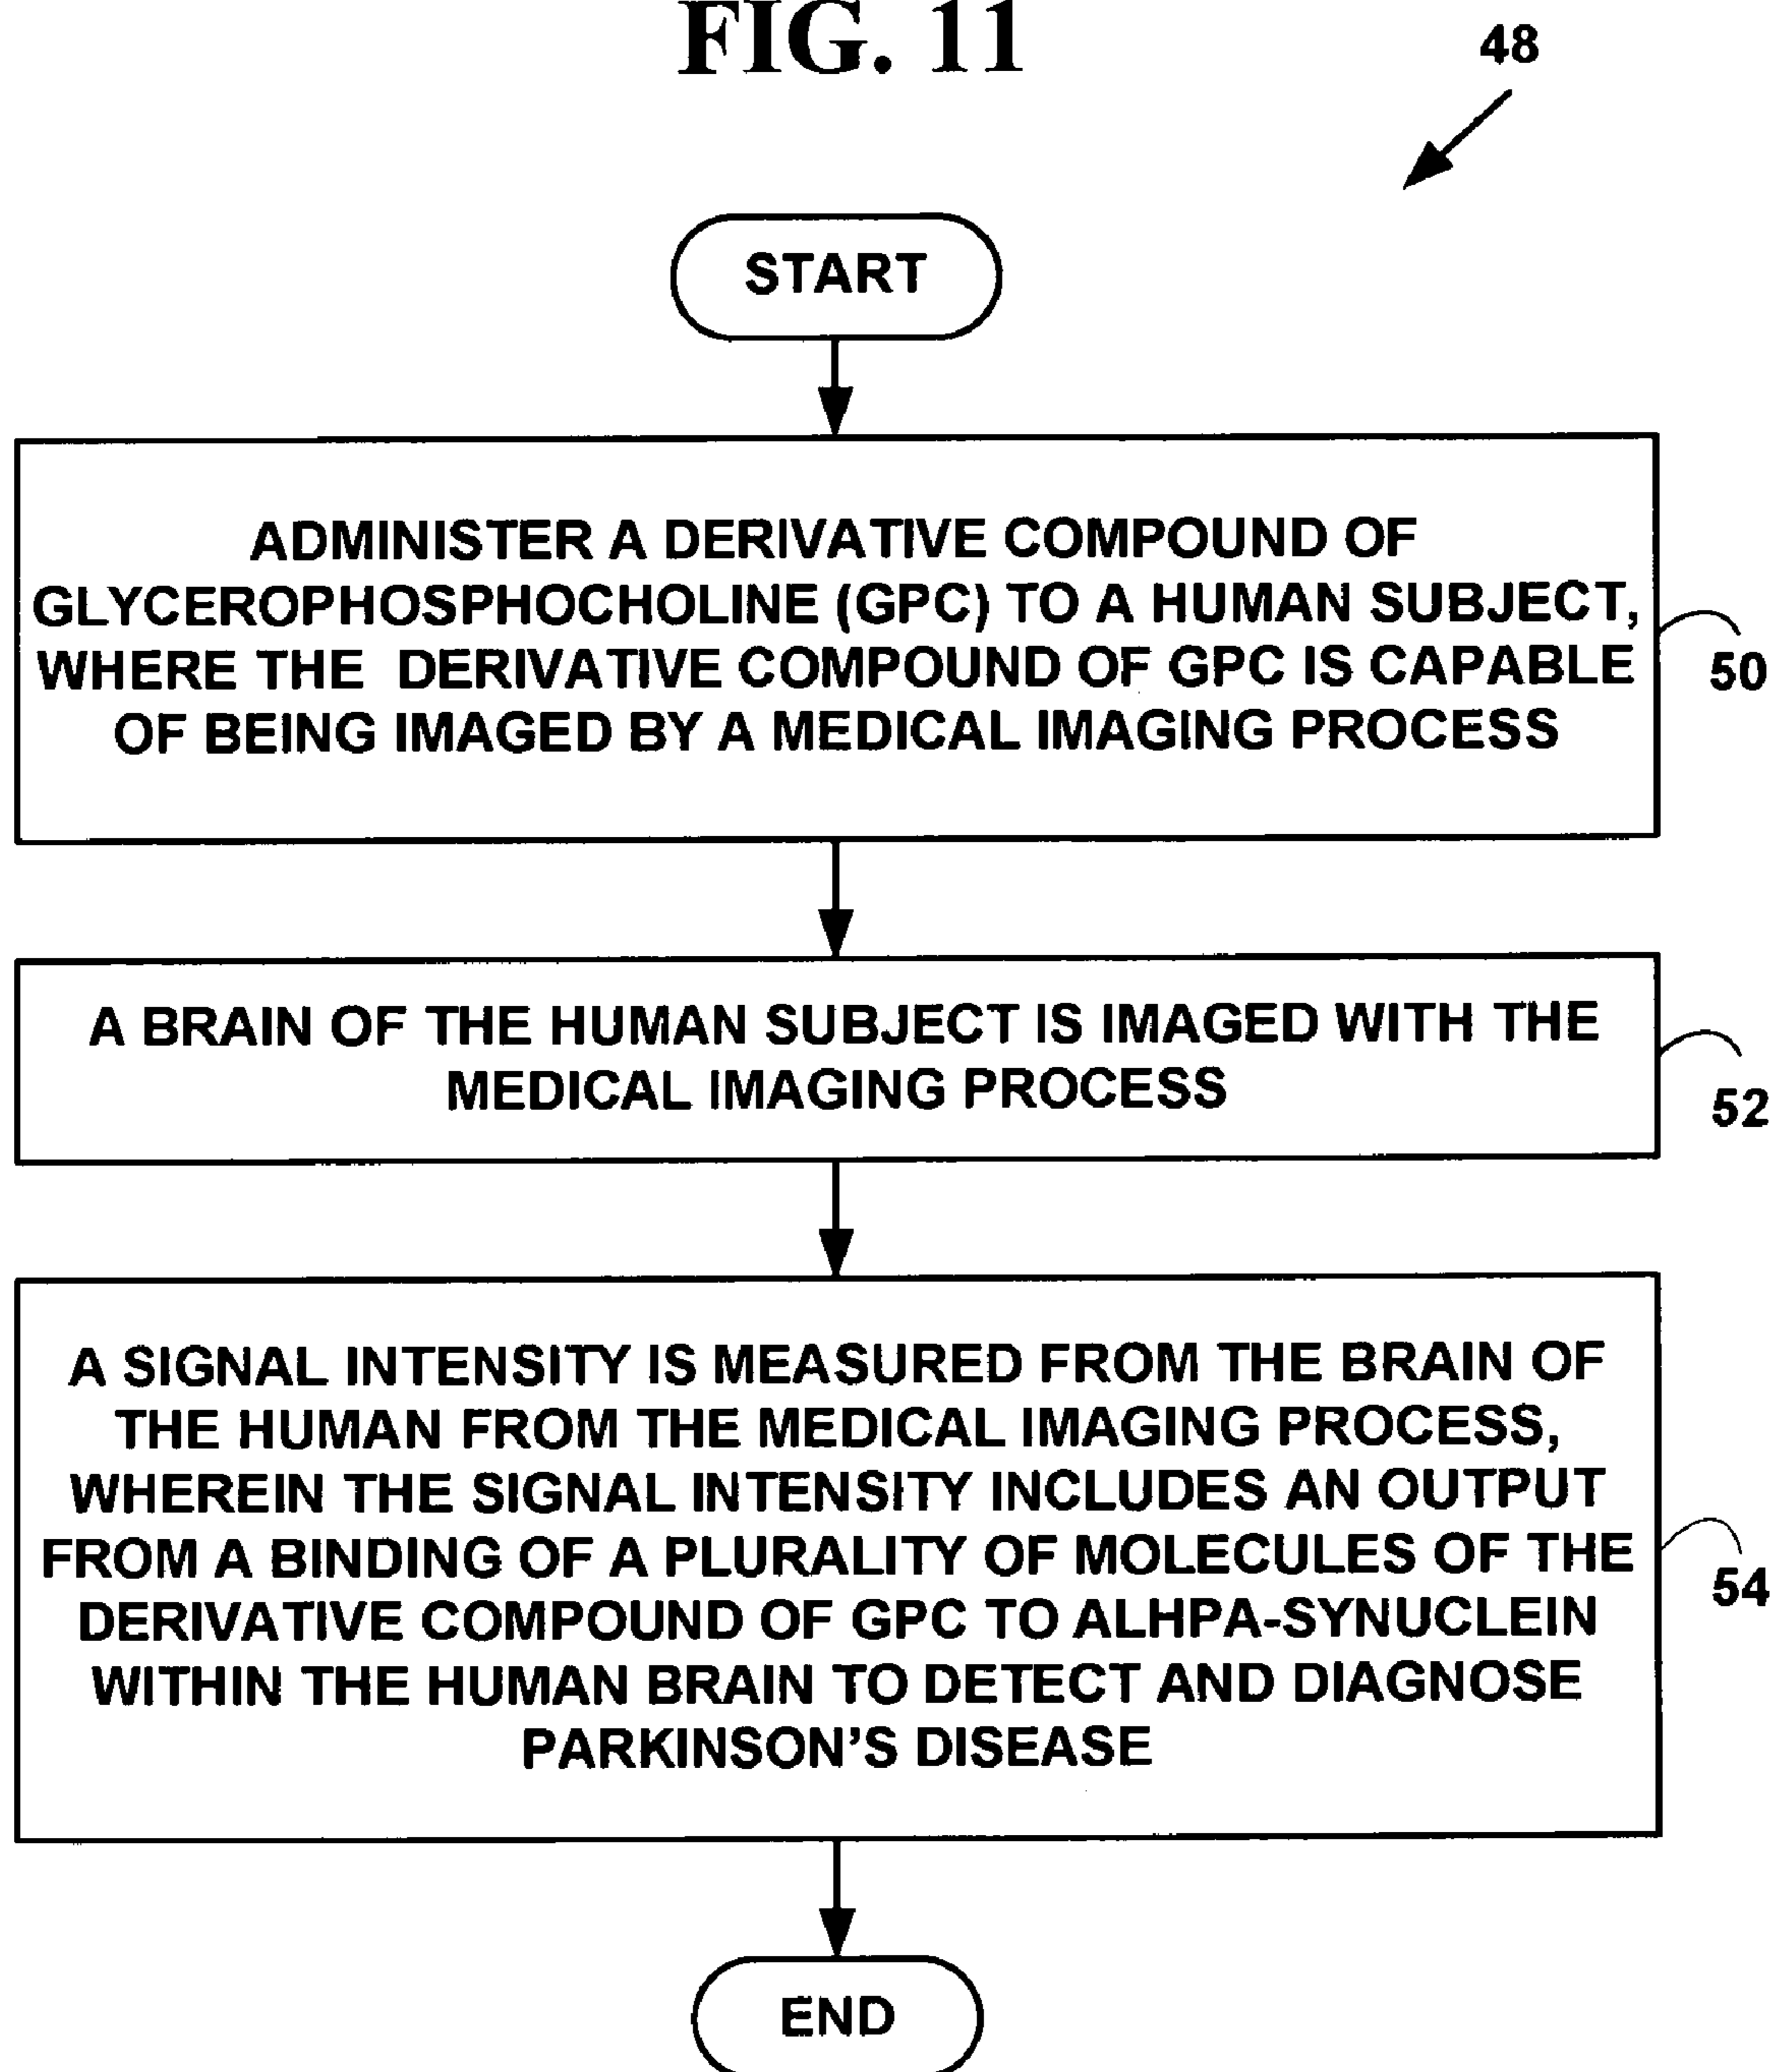 FIG. 11
48
START
ADMINISTER A DERIVATIVE COMPOUND OF
GLYCEROPHOSPHOCHOLINE (GPC) TO A HUMAN SUBJECT,
WHERE THE DERIVATIVE COMPOUND OF GPC IS CAPABLE
OF BEING IMAGED BY A MEDICAL IMAGING PROCESS
50
A BRAIN OF THE HUMAN SUBJECT IS IMAGED WITH THE
MEDICAL IMAGING PROCESS
52
A SIGNAL INTENSITY IS MEASURED FROM THE BRAIN OF
THE HUMAN FROM THE MEDICAL IMAGING PROCESS,
WHEREIN THE SIGNAL INTENSITY INCLUDES AN OUTPUT
FROM A BINDING OF A PLURALITY OF MOLECULES OF THE
DERIVATIVE COMPOUND OF GPC TO ALHPA-SYNUCLEIN
WITHIN THE HUMAN BRAIN TO DETECT AND DIAGNOSE
PARKINSON'S DISEASE
54
END